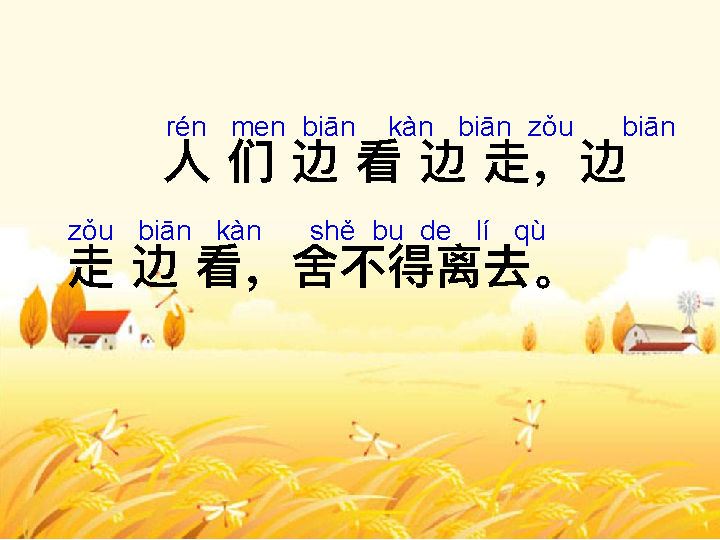 rén men biān kàn biān zǒu biān
人们边看边走，边
zǒu biān kàn shě bu de lí qù
走边看，舍不得离去。